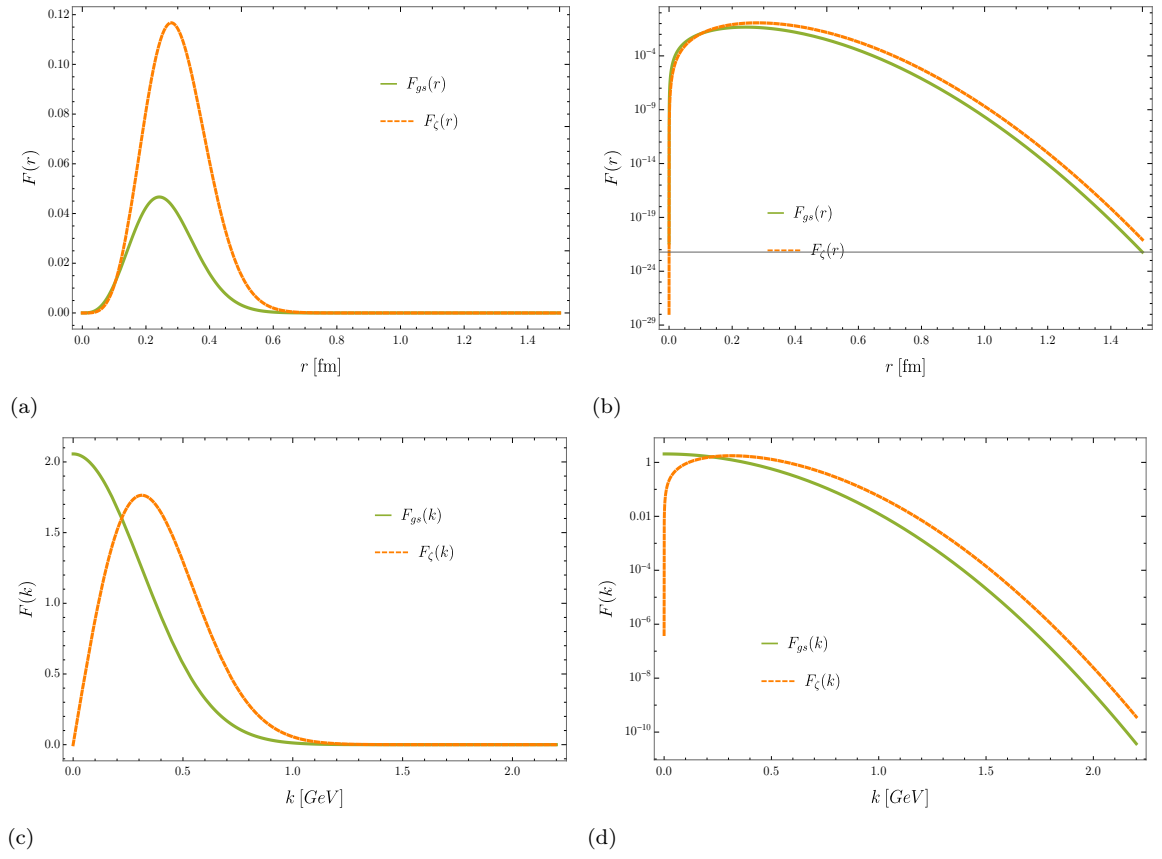 0.12
0.10
0.08
0.06
0.04
0.02
0.00
F(r)
F_{gs}(r)
F_ζ(r)
0.0 0.2 0.4 0.6 0.8 1.0 1.2 1.4
r [fm]
(a)
10^{-4}
10^{-9}
10^{-14}
10^{-19}
10^{-24}
10^{-29}
F(r)
F_{gs}(r)
F_ζ(r)
0.0 0.2 0.4 0.6 0.8 1.0 1.2 1.4
r [fm]
(b)
2.0
1.5
1.0
0.5
0.0
F(k)
F_{gs}(k)
F_ζ(k)
0.0 0.5 1.0 1.5 2.0
k [GeV]
(c)
1
0.01
10^{-4}
10^{-6}
10^{-8}
10^{-10}
F(k)
F_{gs}(k)
F_ζ(k)
0.0 0.5 1.0 1.5 2.0
k [GeV]
(d)